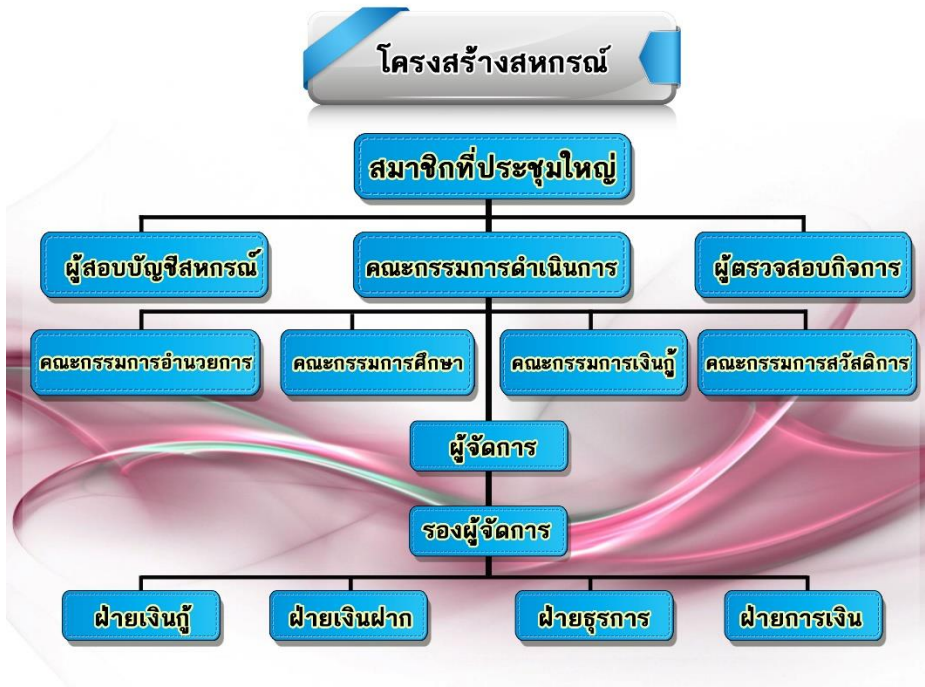 โครงสร้างสหกรณ์
สมาชิกที่ประชุมใหญ่
ผู้สอบบัญชีสหกรณ์
คณะกรรมการดำเนินการ
ผู้ตรวจสอบกิจการ
คณะกรรมการอำนวยการ
คณะกรรมการศึกษา
คณะกรรมการเงินกู้
คณะกรรมการสวัสดิการ
ผู้จัดการ
รองผู้จัดการ
ฝ่ายเงินกู้
ฝ่ายเงินฝาก
ฝ่ายธุรการ
ฝ่ายการเงิน